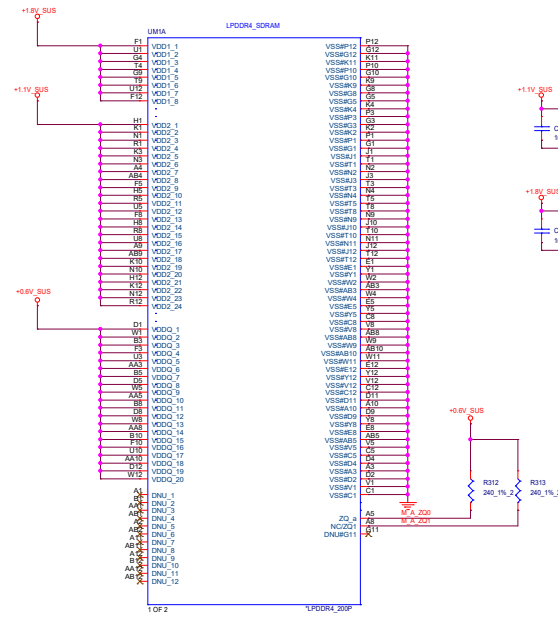 +1.8V_SUS
UM1A
LPDDR4_SDRAM
F1 VDD1_1
U1 VDD1_2
G4 VDD1_3
T4 VDD1_4
G9 VDD1_5
T9 VDD1_6
U12 VDD1_7
F12 VDD1_8
+1.1V_SUS
H1 VDD2_1
K1 VDD2_2
N1 VDD2_3
R1 VDD2_4
K3 VDD2_5
N3 VDD2_6
A4 VDD2_7
AB4 VDD2_8
F5 VDD2_9
H5 VDD2_10
R5 VDD2_11
U5 VDD2_12
F8 VDD2_13
H8 VDD2_14
R8 VDD2_15
U8 VDD2_16
A9 VDD2_17
AB9 VDD2_18
K10 VDD2_19
N10 VDD2_20
H12 VDD2_21
K12 VDD2_22
N12 VDD2_23
R12 VDD2_24
+0.6V_SUS
D1 VDDQ_1
W1 VDDQ_2
B3 VDDQ_3
F3 VDDQ_4
U3 VDDQ_5
AA3 VDDQ_6
B5 VDDQ_7
D5 VDDQ_8
W5 VDDQ_9
AA5 VDDQ_10
B8 VDDQ_11
D8 VDDQ_12
W8 VDDQ_13
AA8 VDDQ_14
B10 VDDQ_15
F10 VDDQ_16
U10 VDDQ_17
AA10 VDDQ_18
D12 VDDQ_19
W12 VDDQ_20
DNU_1
DNU_2
DNU_3
DNU_4
DNU_5
DNU_6
DNU_7
DNU_8
DNU_9
DNU_10
DNU_11
DNU_12
1 OF 2
VSS#P12 P12
VSS#G12 G12
VSS#K11 K11
VSS#P10 P10
VSS#G10 G10
VSS#K9 K9
VSS#G8 G8
VSS#G5 G5
VSS#K4 K4
VSS#P3 P3
VSS#G3 G3
VSS#K2 K2
VSS#P1 P1
VSS#G1 G1
VSS#J1 J1
VSS#T1 T1
VSS#N2 N2
VSS#J3 J3
VSS#T3 T3
VSS#N4 N4
VSS#T5 T5
VSS#T8 T8
VSS#N9 N9
VSS#J10 J10
VSS#T10 T10
VSS#N11 N11
VSS#J12 J12
VSS#T12 T12
VSS#E1 E1
VSS#Y1 Y1
VSS#W2 W2
VSS#AB3 AB3
VSS#W4 W4
VSS#E5 E5
VSS#Y5 Y5
VSS#C8 C8
VSS#V8 V8
VSS#AB8 AB8
VSS#W9 W9
VSS#AB10 AB10
VSS#W11 W11
VSS#E12 E12
VSS#Y12 Y12
VSS#V12 V12
VSS#C12 C12
VSS#D11 D11
VSS#A10 A10
VSS#D9 D9
VSS#Y8 Y8
VSS#E8 E8
VSS#AB5 AB5
VSS#V5 V5
VSS#C5 C5
VSS#D4 D4
VSS#A3 A3
VSS#D2 D2
VSS#V1 V1
VSS#C1 C1
ZQ_a A5 M_A_ZQ0
NC/ZQ1 A8 M_A_ZQ1
DNU#G11 G11
*LPDDR4_200P
+0.6V_SUS
R312
240_1%_2
R313
240_1%_2
+1.1V_SUS
+1.8V_SUS